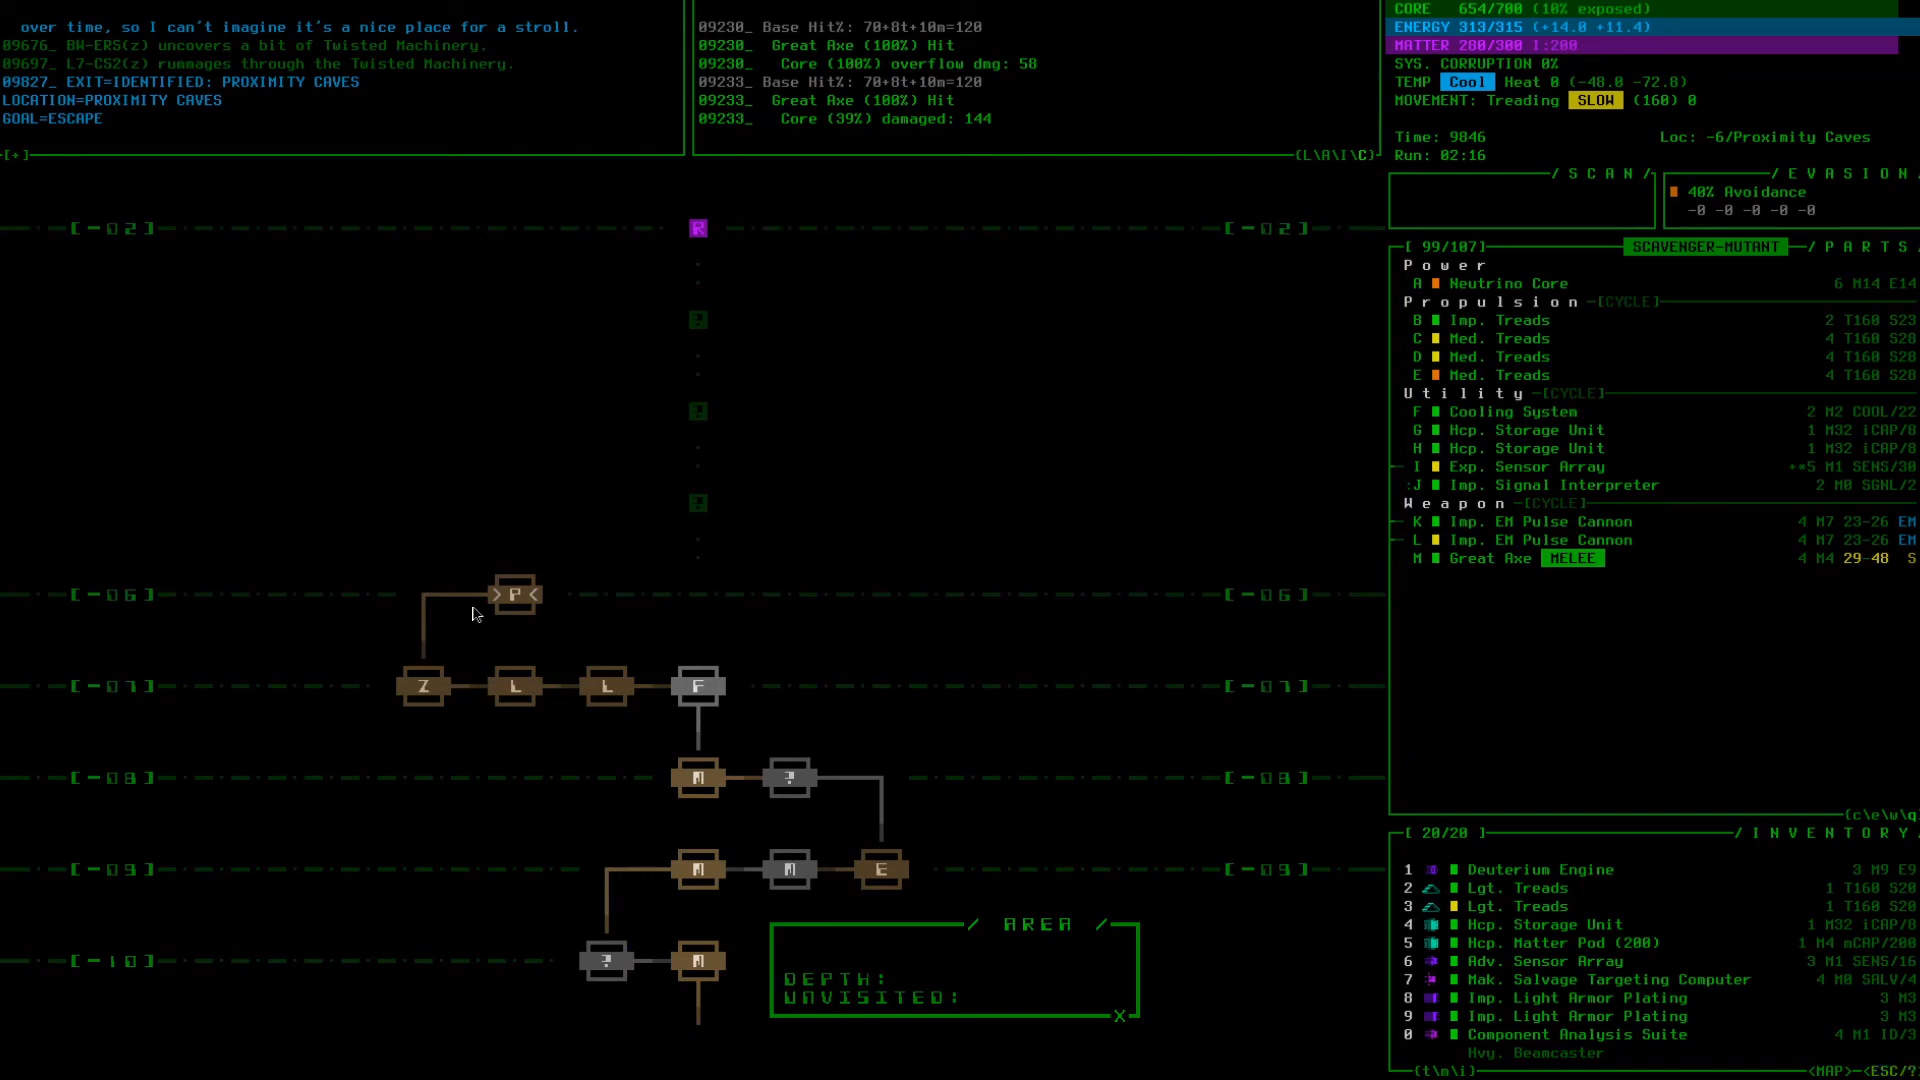 over time, so I can't imagine it's a nice place for a stroll.
09676_ BW-ERS(z) uncovers a bit of Twisted Machinery.
09697_ L7-CS2(z) rummages through the Twisted Machinery.
09827_ EXIT=IDENTIFIED: PROXIMITY CAVES
LOCATION=PROXIMITY CAVES
GOAL=ESCAPE
[+]
09230_ Base Hit%: 70+8t+10m=120
09230_ Great Axe (100%) Hit
09230_ Core (100%) overflow dmg: 58
09233_ Base Hit%: 70+8t+10m=120
09233_ Great Axe (100%) Hit
09233_ Core (39%) damaged: 144
(L\A\I\C)
CORE 654/700 (10% exposed)
ENERGY 313/315 (+14.0 +11.4)
MATTER 280/300 I:200
SYS. CORRUPTION 0%
TEMP Cool Heat 0 (-48.0 -72.8)
MOVEMENT: Treading SLOW (160) 0
Time: 9846 Loc: -6/Proximity Caves
Run: 02:16
/ S C A N /
/ E V A S I O N
40% Avoidance
-0 -0 -0 -0 -0
[ 99/107] SCAVENGER-MUTANT / P A R T S /
Power
A Neutrino Core 6 M14 E14
Propulsion [CYCLE]
B Imp. Treads 2 T160 S23
C Med. Treads 4 T160 S28
D Med. Treads 4 T160 S28
E Med. Treads 4 T160 S28
Utility [CYCLE]
F Cooling System 2 M2 COOL/22
G Hcp. Storage Unit 1 M32 iCAP/8
H Hcp. Storage Unit 1 M32 iCAP/8
I Exp. Sensor Array **5 M1 SENS/30
:J Imp. Signal Interpreter 2 M0 SGNL/2
Weapon [CYCLE]
K Imp. EM Pulse Cannon 4 M7 23-26 EM
L Imp. EM Pulse Cannon 4 M7 23-26 EM
M Great Axe MELEE 4 M4 29-48 S
(c\e\w\q
[ 20/20 ] / I N V E N T O R Y /
1 Deuterium Engine 3 M9 E9
2 Lgt. Treads 1 T160 S20
3 Lgt. Treads 1 T160 S20
4 Hcp. Storage Unit 1 M32 iCAP/8
5 Hcp. Matter Pod (200) 1 M4 mCAP/200
6 Adv. Sensor Array 3 M1 SENS/16
7 Mak. Salvage Targeting Computer 4 M0 SALV/4
8 Imp. Light Armor Plating 3 M3
9 Imp. Light Armor Plating 3 M3
0 Component Analysis Suite 4 M1 ID/3
Hvy. Beamcaster
(t\m\i) <MAP> <ESC/?
[-02] R [-02]
?
?
?
[-06] >P< [-06]
[-07] Z L L F [-07]
[-08] M ? [-08]
[-09] M M E [-09]
[-10] ? M
/ AREA /
DEPTH:
UNVISITED:
X